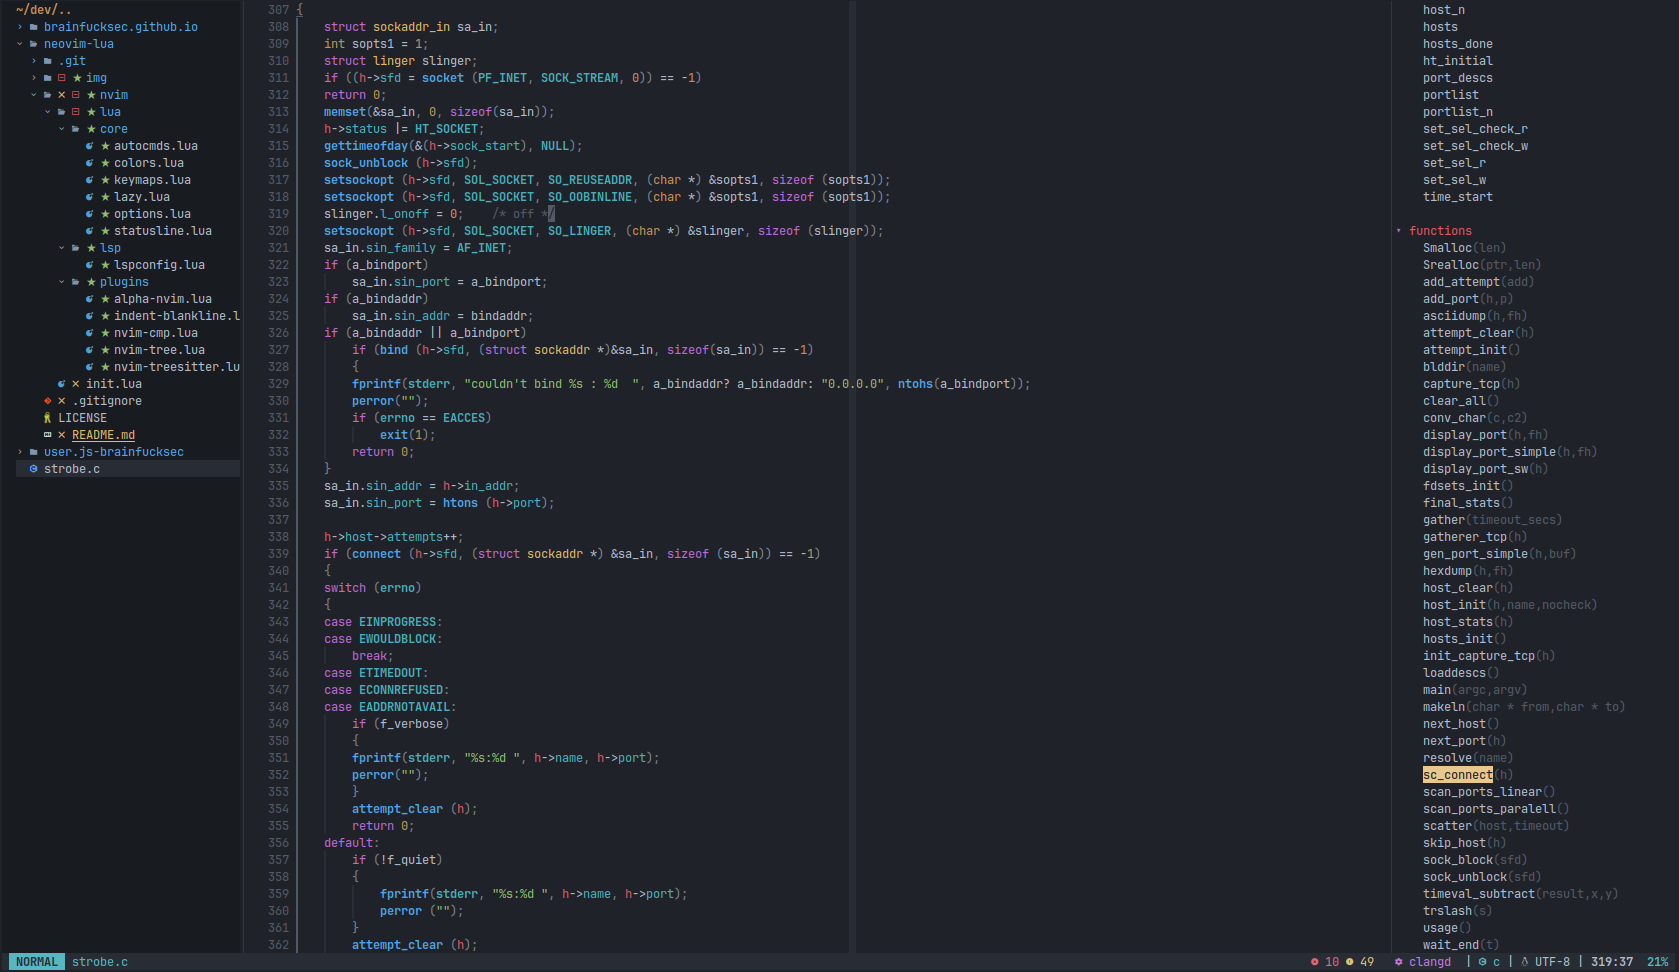 ~/dev/..
brainfucksec.github.io
neovim-lua
.git
img
nvim
lua
core
autocmds.lua
colors.lua
keymaps.lua
lazy.lua
options.lua
statusline.lua
lsp
lspconfig.lua
plugins
alpha-nvim.lua
indent-blankline.l
nvim-cmp.lua
nvim-tree.lua
nvim-treesitter.lu
init.lua
.gitignore
LICENSE
README.md
user.js-brainfucksec
strobe.c
307 {
308 struct sockaddr_in sa_in;
309 int sopts1 = 1;
310 struct linger slinger;
311 if ((h->sfd = socket (PF_INET, SOCK_STREAM, 0)) == -1)
312 return 0;
313 memset(&sa_in, 0, sizeof(sa_in));
314 h->status |= HT_SOCKET;
315 gettimeofday(&(h->sock_start), NULL);
316 sock_unblock (h->sfd);
317 setsockopt (h->sfd, SOL_SOCKET, SO_REUSEADDR, (char *) &sopts1, sizeof (sopts1));
318 setsockopt (h->sfd, SOL_SOCKET, SO_OOBINLINE, (char *) &sopts1, sizeof (sopts1));
319 slinger.l_onoff = 0;    /* off */
320 setsockopt (h->sfd, SOL_SOCKET, SO_LINGER, (char *) &slinger, sizeof (slinger));
321 sa_in.sin_family = AF_INET;
322 if (a_bindport)
323 sa_in.sin_port = a_bindport;
324 if (a_bindaddr)
325 sa_in.sin_addr = bindaddr;
326 if (a_bindaddr || a_bindport)
327 if (bind (h->sfd, (struct sockaddr *)&sa_in, sizeof(sa_in)) == -1)
328 {
329 fprintf(stderr, "couldn't bind %s : %d  ", a_bindaddr? a_bindaddr: "0.0.0.0", ntohs(a_bindport));
330 perror("");
331 if (errno == EACCES)
332 exit(1);
333 return 0;
334 }
335 sa_in.sin_addr = h->in_addr;
336 sa_in.sin_port = htons (h->port);
337
338 h->host->attempts++;
339 if (connect (h->sfd, (struct sockaddr *) &sa_in, sizeof (sa_in)) == -1)
340 {
341 switch (errno)
342 {
343 case EINPROGRESS:
344 case EWOULDBLOCK:
345 break;
346 case ETIMEDOUT:
347 case ECONNREFUSED:
348 case EADDRNOTAVAIL:
349 if (f_verbose)
350 {
351 fprintf(stderr, "%s:%d ", h->name, h->port);
352 perror("");
353 }
354 attempt_clear (h);
355 return 0;
356 default:
357 if (!f_quiet)
358 {
359 fprintf(stderr, "%s:%d ", h->name, h->port);
360 perror ("");
361 }
362 attempt_clear (h);
host_n
hosts
hosts_done
ht_initial
port_descs
portlist
portlist_n
set_sel_check_r
set_sel_check_w
set_sel_r
set_sel_w
time_start
functions
Smalloc(len)
Srealloc(ptr,len)
add_attempt(add)
add_port(h,p)
asciidump(h,fh)
attempt_clear(h)
attempt_init()
blddir(name)
capture_tcp(h)
clear_all()
conv_char(c,c2)
display_port(h,fh)
display_port_simple(h,fh)
display_port_sw(h)
fdsets_init()
final_stats()
gather(timeout_secs)
gatherer_tcp(h)
gen_port_simple(h,buf)
hexdump(h,fh)
host_clear(h)
host_init(h,name,nocheck)
host_stats(h)
hosts_init()
init_capture_tcp(h)
loaddescs()
main(argc,argv)
makeln(char * from,char * to)
next_host()
next_port(h)
resolve(name)
sc_connect(h)
scan_ports_linear()
scan_ports_paralell()
scatter(host,timeout)
skip_host(h)
sock_block(sfd)
sock_unblock(sfd)
timeval_subtract(result,x,y)
trslash(s)
usage()
wait_end(t)
NORMAL strobe.c 10 49 clangd | c | UTF-8 | 319:37 21%